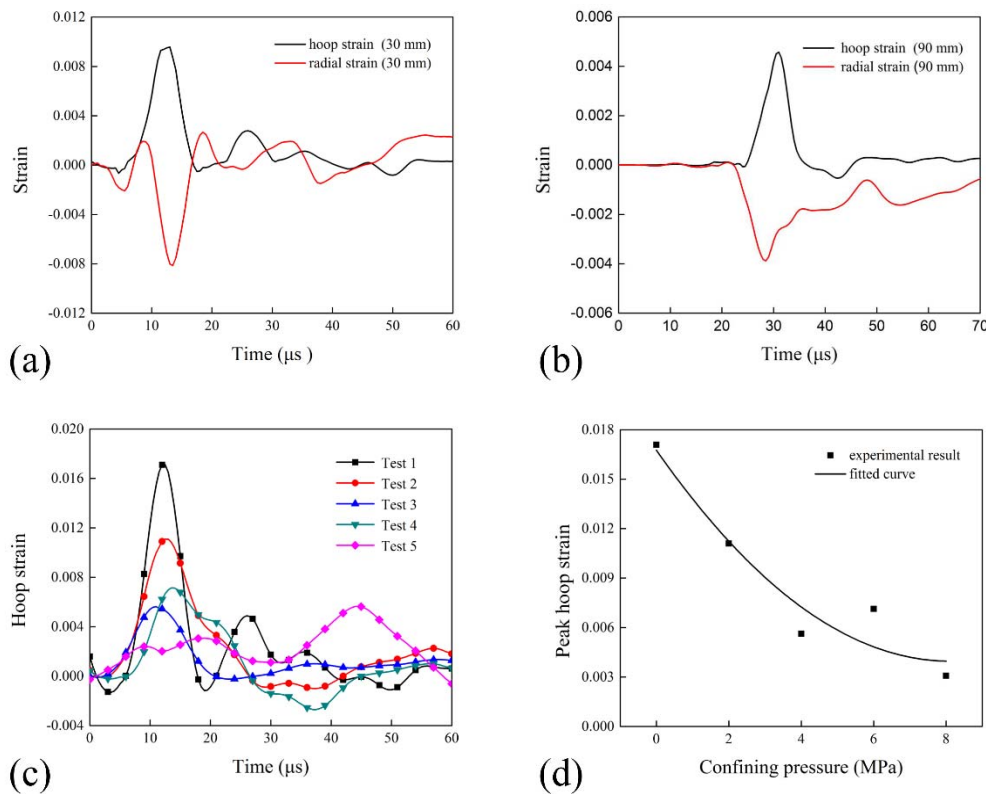 (a)
Strain
0.012
0.008
0.004
0.000
-0.004
-0.008
-0.012
hoop strain (30 mm)
radial strain (30 mm)
0 10 20 30 40 50 60
Time (μs )
(b)
Strain
0.006
0.004
0.002
0.000
-0.002
-0.004
-0.006
hoop strain (90 mm)
radial strain (90 mm)
0 10 20 30 40 50 60 70
Time (μs)
(c)
Hoop strain
0.020
0.016
0.012
0.008
0.004
0.000
-0.004
Test 1
Test 2
Test 3
Test 4
Test 5
0 10 20 30 40 50 60
Time (μs)
(d)
Peak hoop strain
0.018
0.015
0.012
0.009
0.006
0.003
0.000
experimental result
fitted curve
0 2 4 6 8
Confining pressure (MPa)